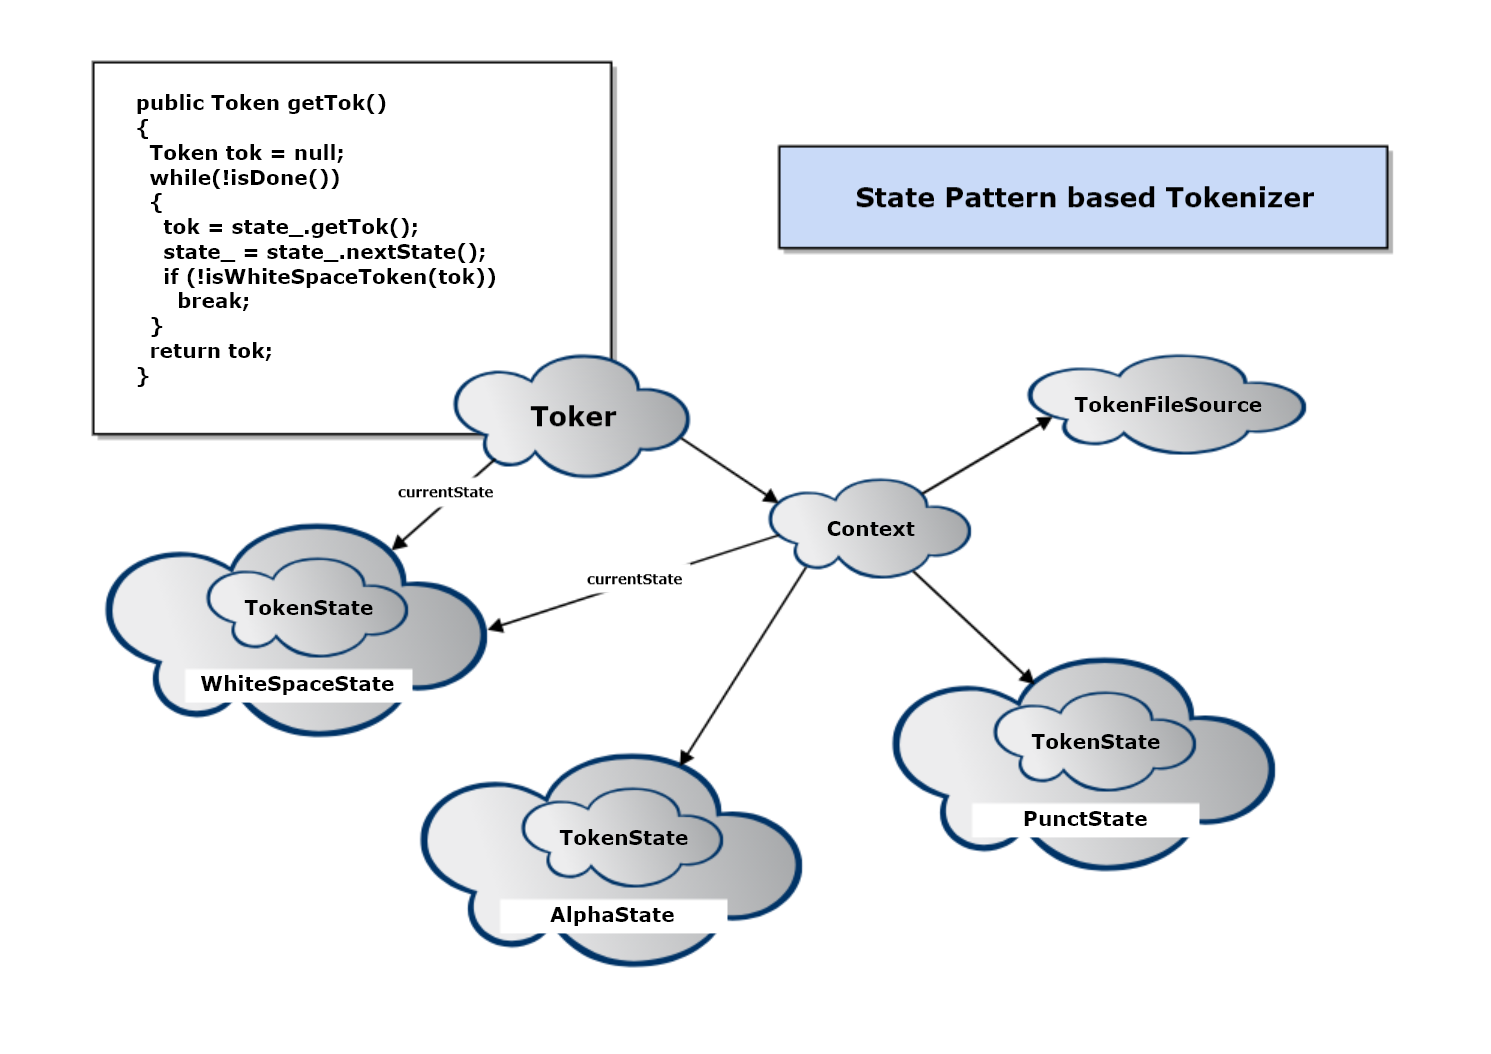 public Token getTok()
{
  Token tok = null;
  while(!isDone())
  {
    tok = state_.getTok();
    state_ = state_.nextState();
    if (!isWhiteSpaceToken(tok))
      break;
  }
  return tok;
}
State Pattern based Tokenizer
Toker
TokenFileSource
currentState
Context
currentState
TokenState
WhiteSpaceState
TokenState
PunctState
TokenState
AlphaState